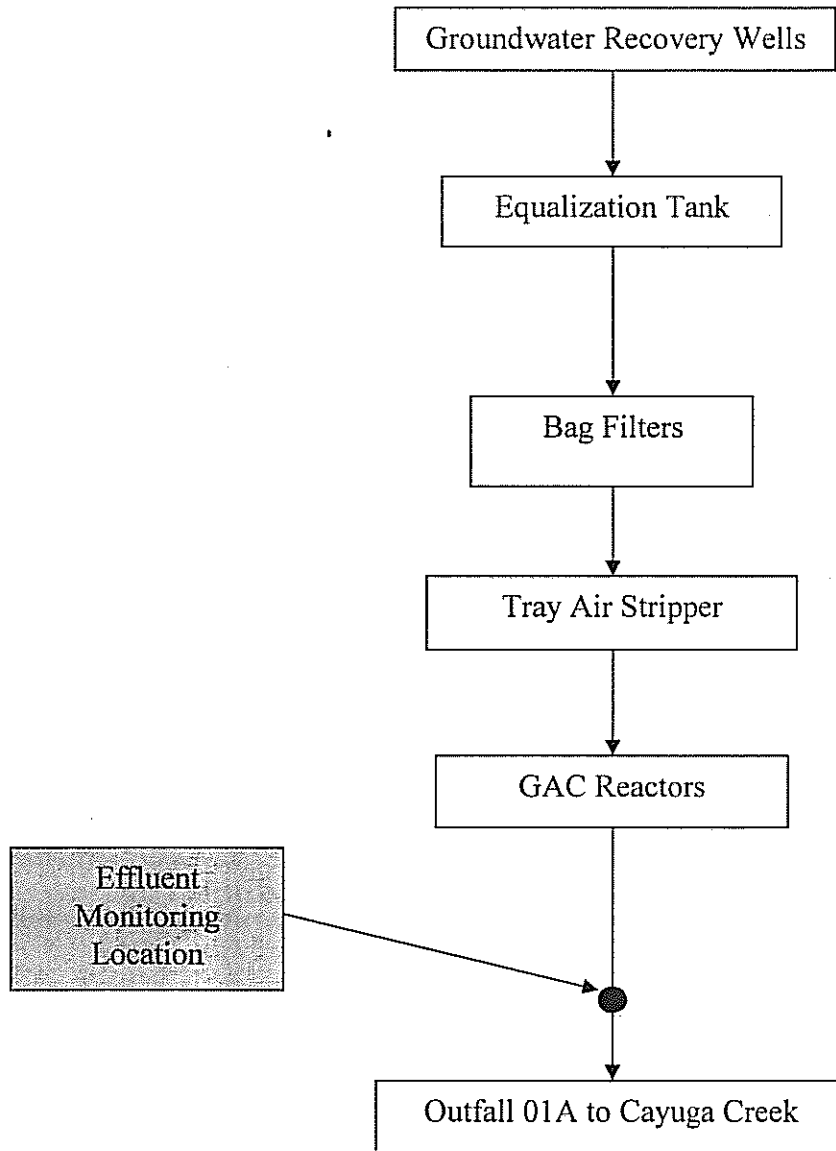 Groundwater Recovery Wells
Equalization Tank
Bag Filters
Tray Air Stripper
GAC Reactors
Effluent
Monitoring
Location
Outfall 01A to Cayuga Creek